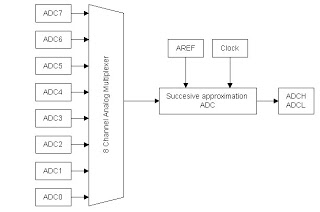 ADC7
ADC6
ADC5
ADC4
ADC3
ADC2
ADC1
ADC0
8 Channel Analog Multiplexer
AREF
Clock
Succesive approximation
ADC
ADCH
ADCL